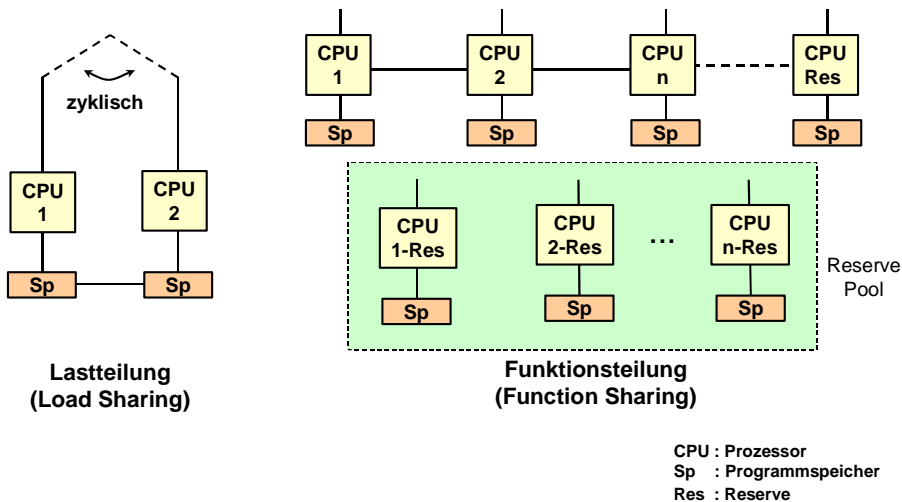 zyklisch
CPU
1
Sp
CPU
2
Sp
Lastteilung
(Load Sharing)
CPU
1
Sp
CPU
2
Sp
CPU
n
Sp
CPU
Res
Sp
CPU
1-Res
Sp
CPU
2-Res
Sp
...
CPU
n-Res
Sp
Reserve
Pool
Funktionsteilung
(Function Sharing)
CPU : Prozessor
Sp : Programmspeicher
Res : Reserve